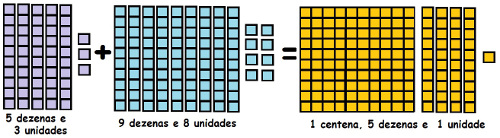 + =
5 dezenas e
3 unidades
9 dezenas e 8 unidades
1 centena, 5 dezenas e 1 unidade